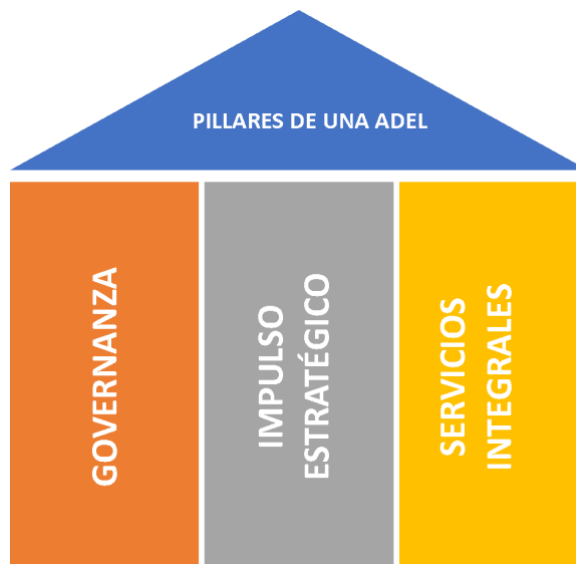 PILLARES DE UNA ADEL
GOVERNANZA
IMPULSO
ESTRATÉGICO
SERVICIOS
INTEGRALES